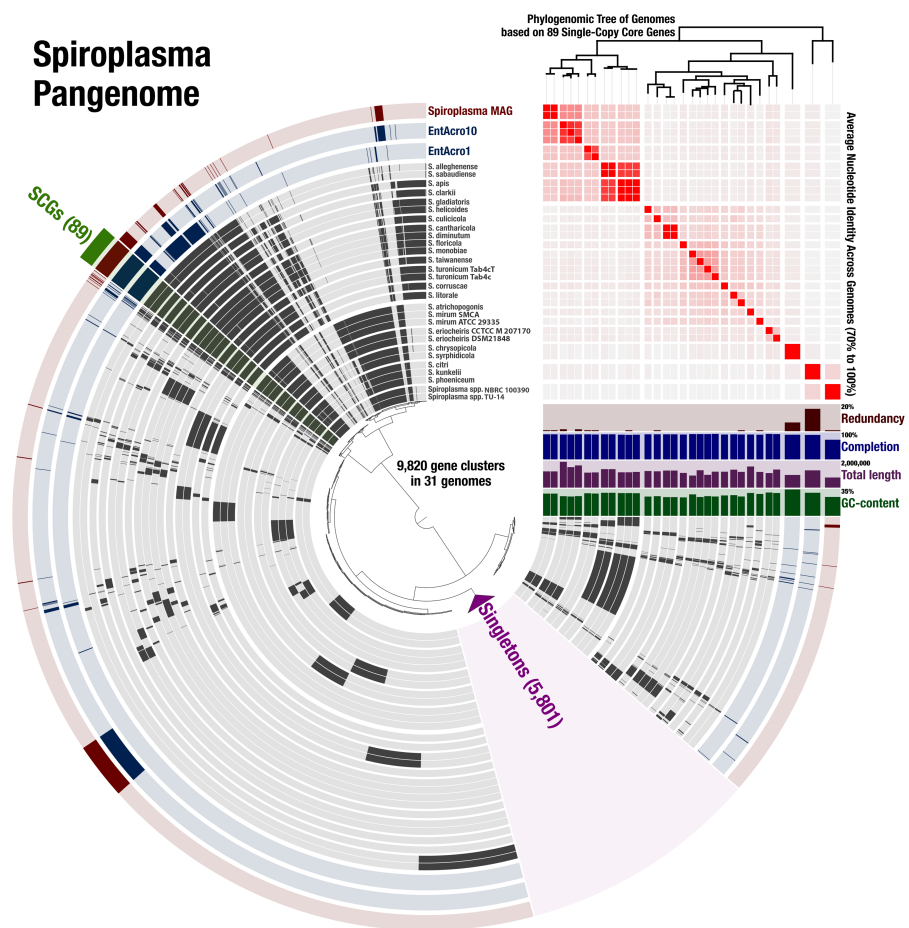 Spiroplasma
Pangenome
Phylogenomic Tree of Genomes
based on 89 Single-Copy Core Genes
Spiroplasma MAG
EntAcro10
EntAcro1
S. alleghenense
S. sabaudiense
S. apis
S. clarkii
S. gladiatoris
S. helicoides
S. culicicola
S. cantharicola
S. diminutum
S. floricola
S. monobiae
S. taiwanense
S. turonicum Tab4cT
S. turonicum Tab4c
S. corruscae
S. litorale
S. atrichopogonis
S. mirum SMCA
S. mirum ATCC 29335
S. eriocheiris CCTCC M 207170
S. eriocheiris DSM21848
S. chrysopicola
S. syrphidicola
S. citri
S. kunkelii
S. phoeniceum
Spiroplasma spp. NBRC 100390
Spiroplasma spp. TU-14
SCGs (89)
Average Nucleotide Identity Across Genomes (70% to 100%)
20%
Redundancy
100%
Completion
2,000,000
Total length
35%
GC-content
9,820 gene clusters
in 31 genomes
Singletons (5,801)